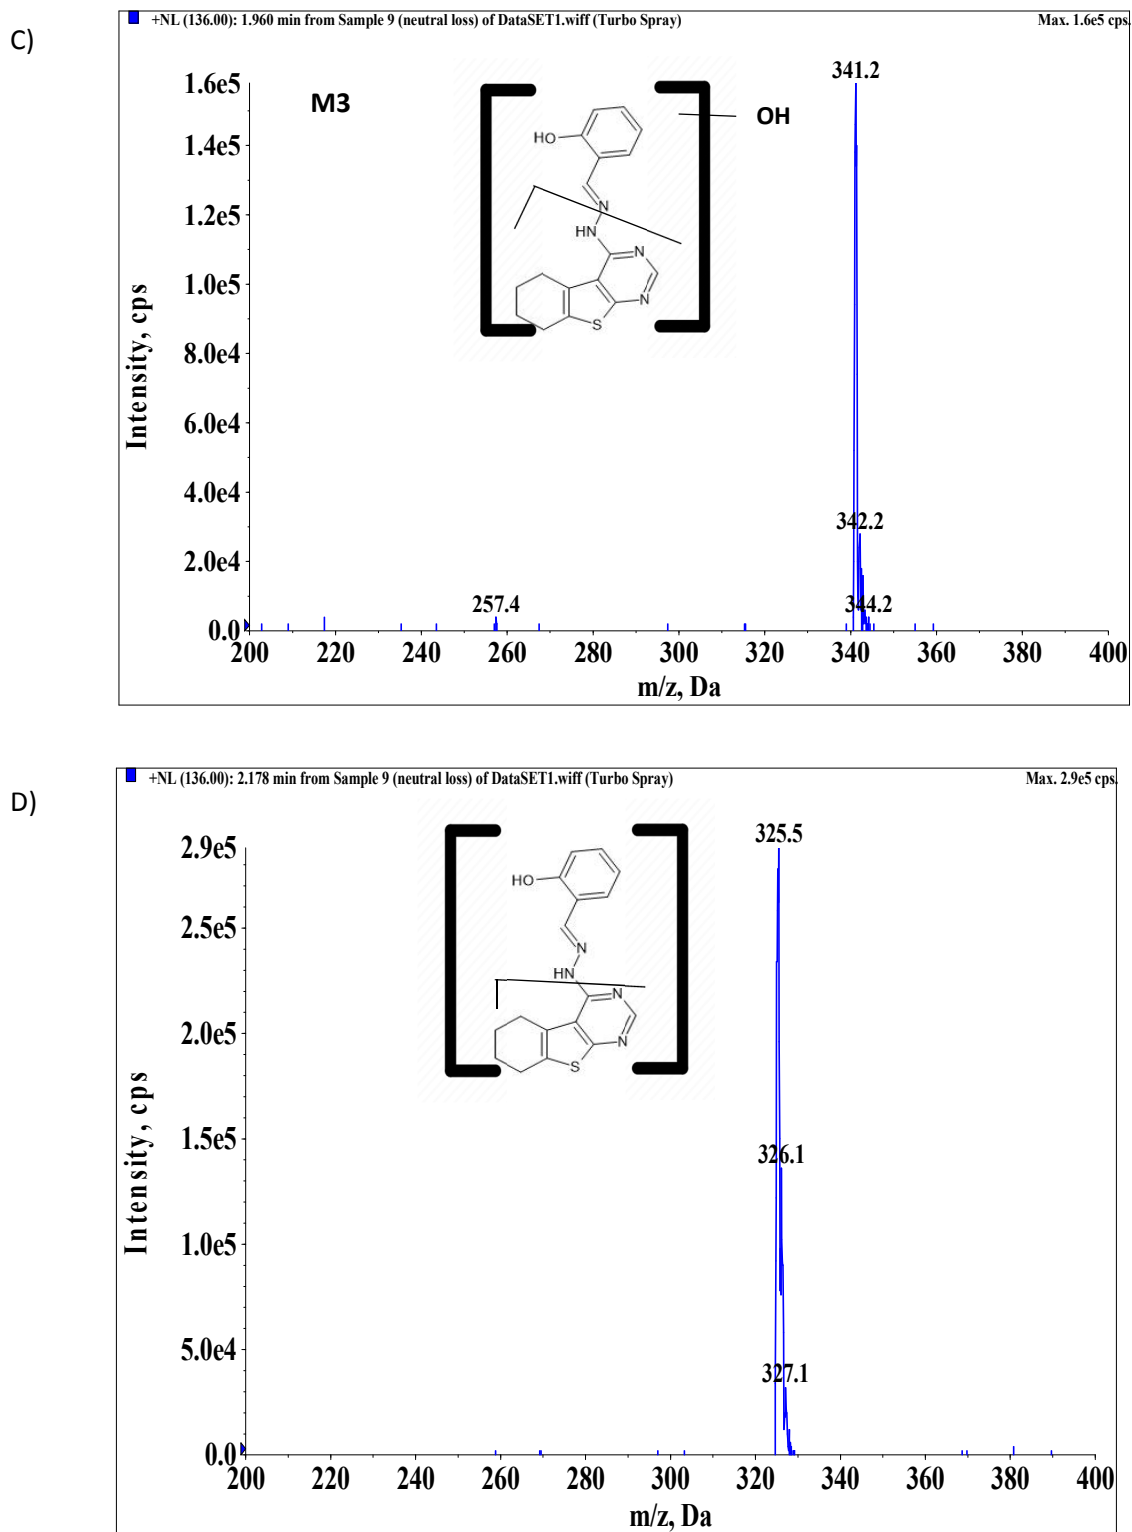 C)
+NL (136.00): 1.960 min from Sample 9 (neutral loss) of DataSET1.wiff (Turbo Spray) Max. 1.6e5 cps.
M3
OH
HO
N
HN
N
N
S
341.2
342.2
344.2
257.4
1.6e5
1.4e5
1.2e5
1.0e5
8.0e4
6.0e4
4.0e4
2.0e4
0.0
Intensity, cps
200 220 240 260 280 300 320 340 360 380 400
m/z, Da
D)
+NL (136.00): 2.178 min from Sample 9 (neutral loss) of DataSET1.wiff (Turbo Spray) Max. 2.9e5 cps.
HO
N
HN
N
N
S
325.5
326.1
327.1
2.9e5
2.5e5
2.0e5
1.5e5
1.0e5
5.0e4
0.0
Intensity, cps
200 220 240 260 280 300 320 340 360 380 400
m/z, Da